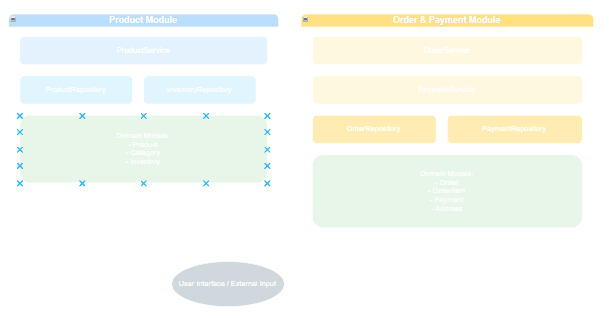 Product Module
Order & Payment Module
ProductService
OrderService
PaymentService
ProductRepository
InventoryRepository
OrderRepository
PaymentRepository
Domain Models
- Product
- Category
- Inventory
Domain Models:
- Order
- OrderItem
- Payment
- Address
User Interface / External Input